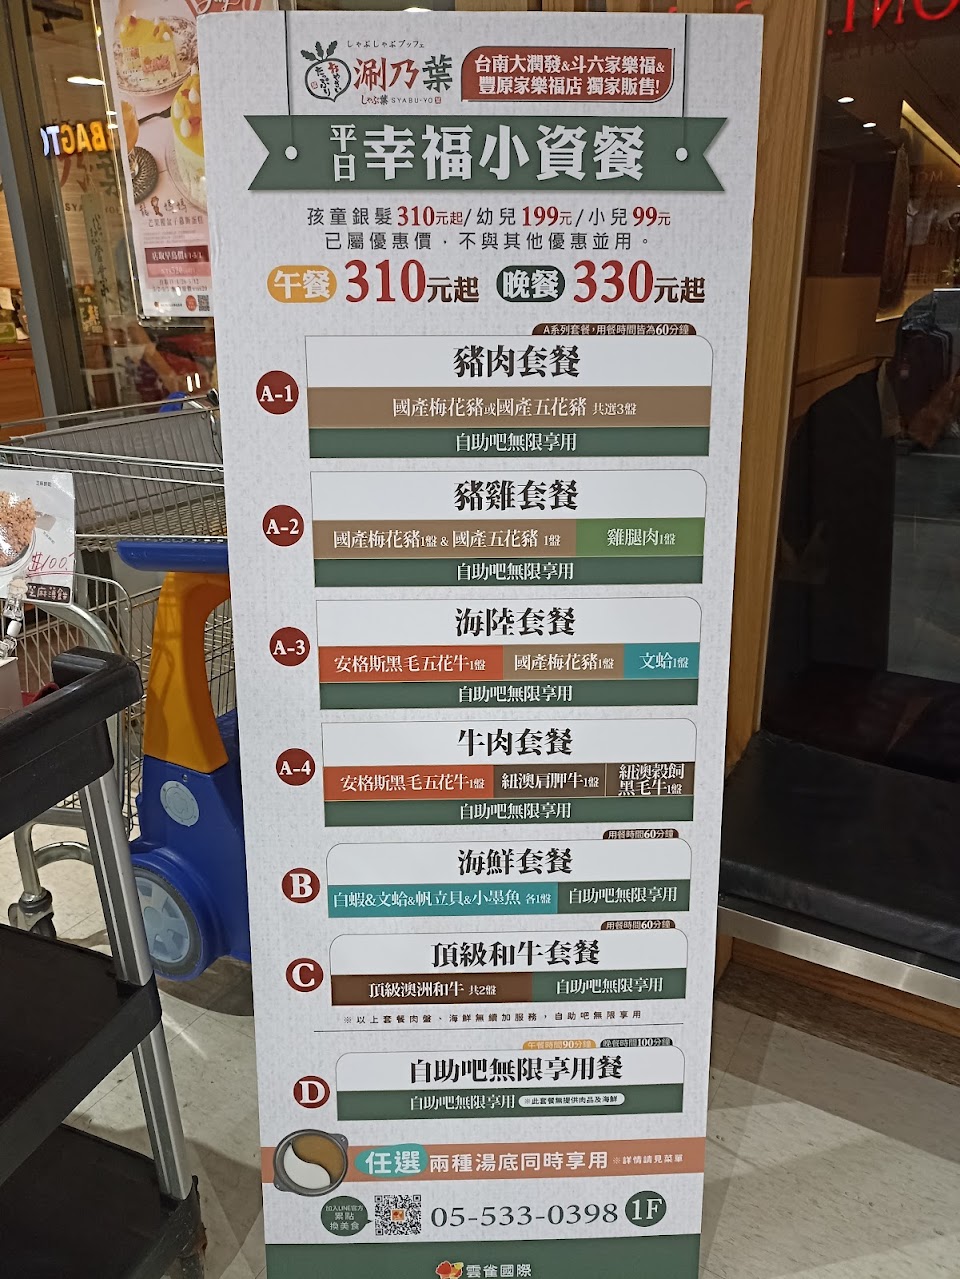 しゃぶしゃぶブッフェ
涮乃葉
しゃぶ葉 SYABU-YO
台南大潤發&斗六家樂福&
豐原家樂福店 獨家販售!
平日幸福小資餐
孩童銀髮310元起/幼兒199元/小兒99元
已屬優惠價,不與其他優惠並用。
午餐 310元起 晚餐 330元起
A系列套餐,用餐時間皆為60分鐘
A-1
豬肉套餐
國產梅花豬或國產五花豬 共選3盤
自助吧無限享用
A-2
豬雞套餐
國產梅花豬1盤 & 國產五花豬 1盤 雞腿肉1盤
自助吧無限享用
A-3
海陸套餐
安格斯黑毛五花牛1盤 國產梅花豬1盤 文蛤1盤
自助吧無限享用
A-4
牛肉套餐
安格斯黑毛五花牛1盤 紐澳肩胛牛1盤 紐澳穀飼黑毛牛1盤
自助吧無限享用
用餐時間60分鐘
B
海鮮套餐
白蝦&文蛤&帆立貝&小墨魚 各1盤 自助吧無限享用
用餐時間60分鐘
C
頂級和牛套餐
頂級澳洲和牛 共2盤 自助吧無限享用
※以上套餐肉盤、海鮮無續加服務,自助吧無限享用
午餐時間90分鐘 晚餐時間100分鐘
D
自助吧無限享用餐
自助吧無限享用 ※此套餐無提供肉品及海鮮
任選 兩種湯底同時享用 ※詳情請見菜單
加入LINE官方
累點
換美食
05-533-0398 1F
雲雀國際
BAGTO
#100